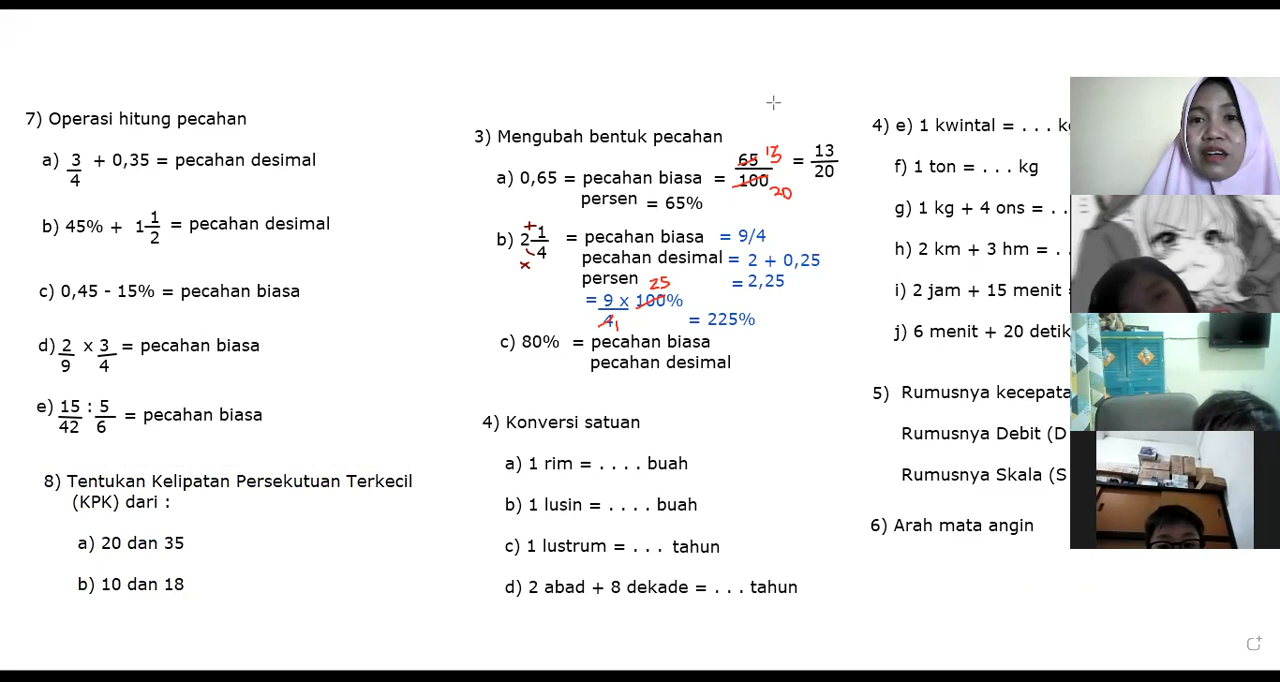 7) Operasi hitung pecahan
a) 3/4 + 0,35 = pecahan desimal
b) 45% + 1 1/2 = pecahan desimal
c) 0,45 - 15% = pecahan biasa
d) 2/9 x 3/4 = pecahan biasa
e) 15/42 : 5/6 = pecahan biasa
8) Tentukan Kelipatan Persekutuan Terkecil
(KPK) dari :
a) 20 dan 35
b) 10 dan 18
3) Mengubah bentuk pecahan
a) 0,65 = pecahan biasa = 65/100 13 20 = 13/20
persen = 65%
b) 2 1/4 + x = pecahan biasa = 9/4
pecahan desimal = 2 + 0,25
persen = 2,25
25
= 9 x 100%
4 1 = 225%
c) 80% = pecahan biasa
pecahan desimal
4) Konversi satuan
a) 1 rim = . . . . buah
b) 1 lusin = . . . . buah
c) 1 lustrum = . . . tahun
d) 2 abad + 8 dekade = . . . tahun
4) e) 1 kwintal = . . . k
f) 1 ton = . . . kg
g) 1 kg + 4 ons = . .
h) 2 km + 3 hm = . .
i) 2 jam + 15 menit =
j) 6 menit + 20 detik
5) Rumusnya kecepata
Rumusnya Debit (D
Rumusnya Skala (S
6) Arah mata angin